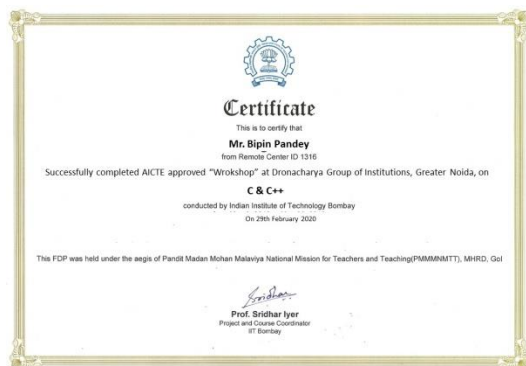 Certificate
This is to certify that
Mr. Bipin Pandey
from Remote Center ID 1316
Successfully completed AICTE approved "Wrokshop" at Dronacharya Group of Institutions, Greater Noida, on
C & C++
conducted by Indian Institute of Technology Bombay
On 29th February 2020
This FDP was held under the aegis of Pandit Madan Mohan Malaviya National Mission for Teachers and Teaching(PMMMNMTT), MHRD, GoI
Prof. Sridhar Iyer
Project and Course Coordinator
IIT Bombay